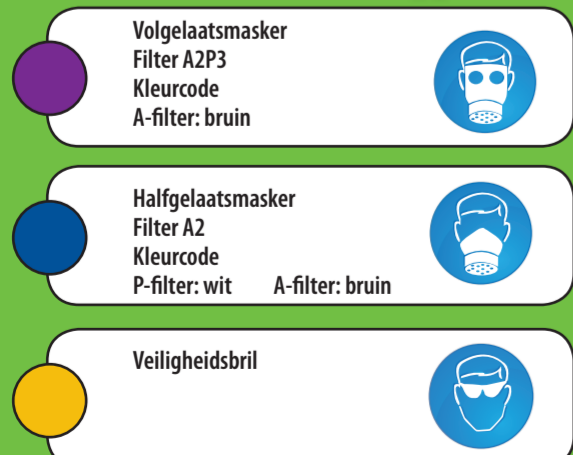 Volgelaatsmasker
Filter A2P3
Kleurcode
A-filter: bruin
Halfgelaatsmasker
Filter A2
Kleurcode
P-filter: wit A-filter: bruin
Veiligheidsbril